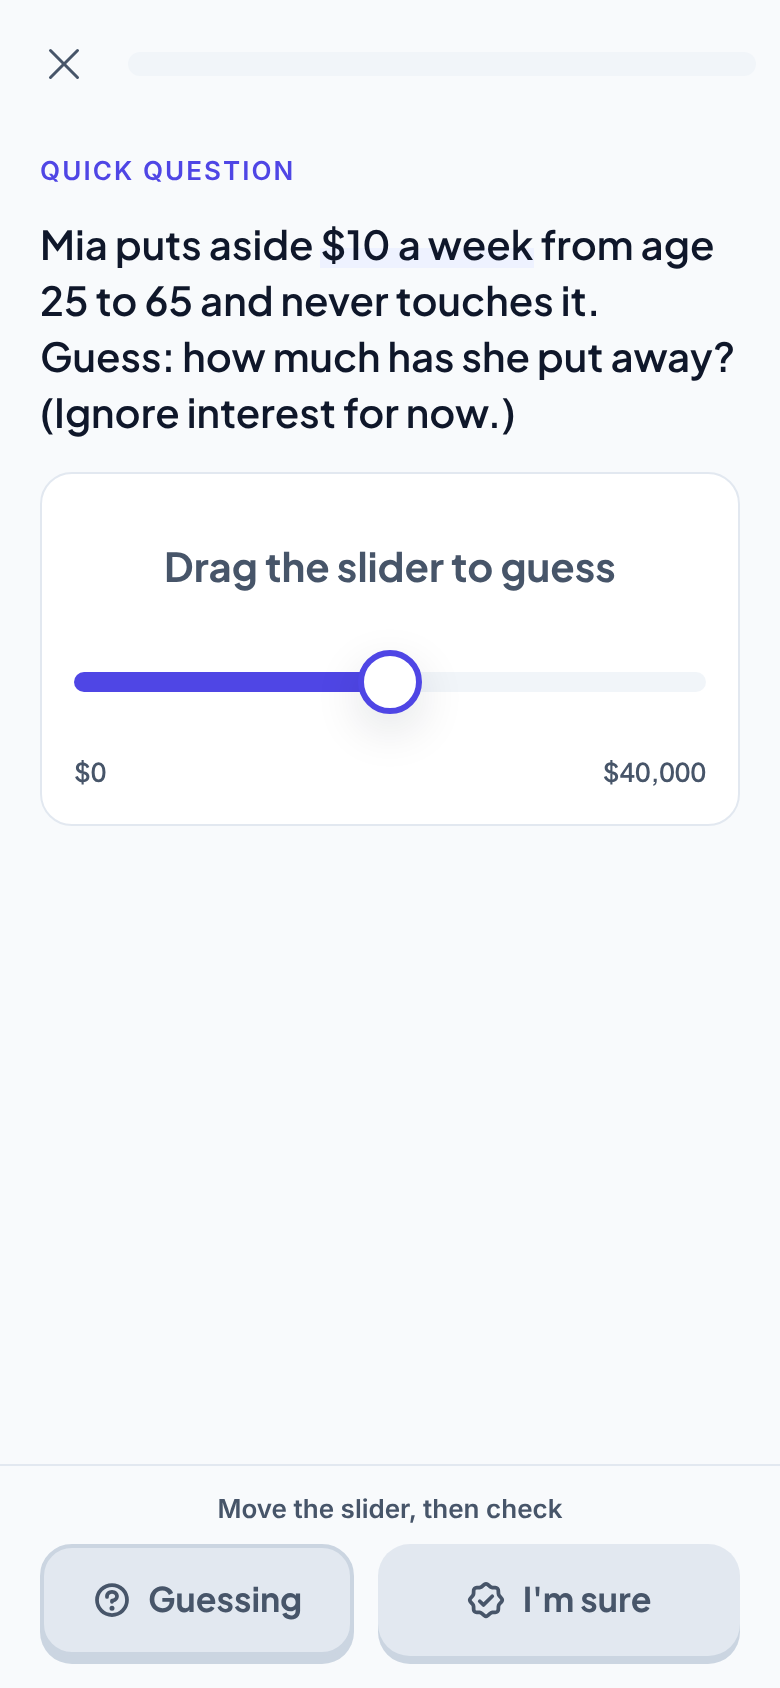 QUICK QUESTION
Mia puts aside $10 a week from age
25 to 65 and never touches it.
Guess: how much has she put away?
(Ignore interest for now.)
Drag the slider to guess
$0
$40,000
Move the slider, then check
Guessing
I'm sure